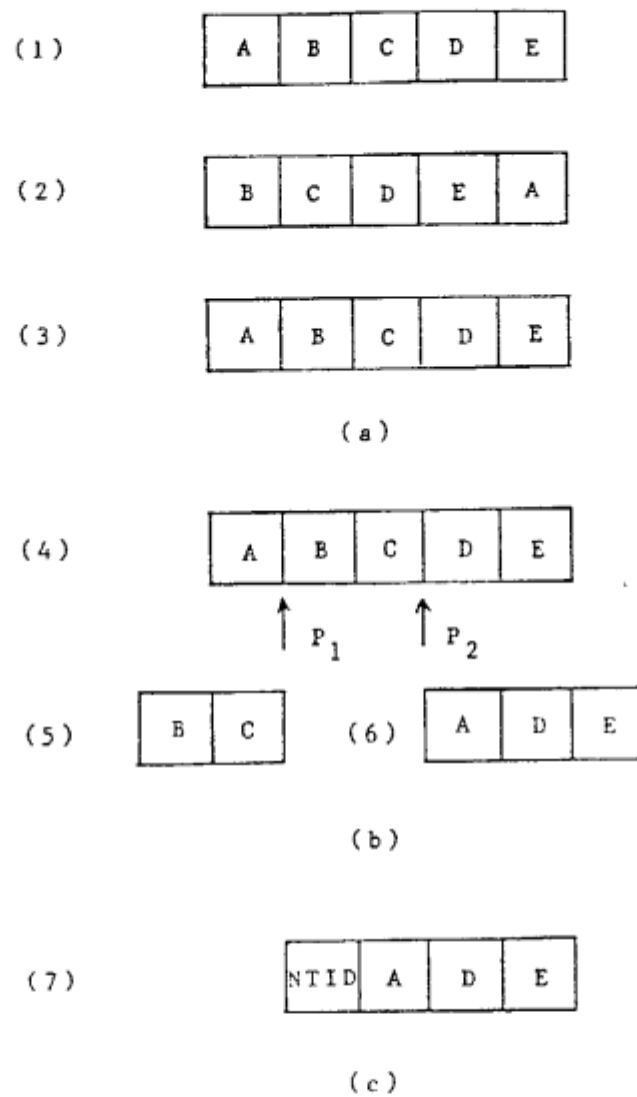 (1) A B C D E
(2) B C D E A
(3) A B C D E
(a)
(4) A B C D E
P1 P2
(5) B C (6) A D E
(b)
(7) NTID A D E
(c)